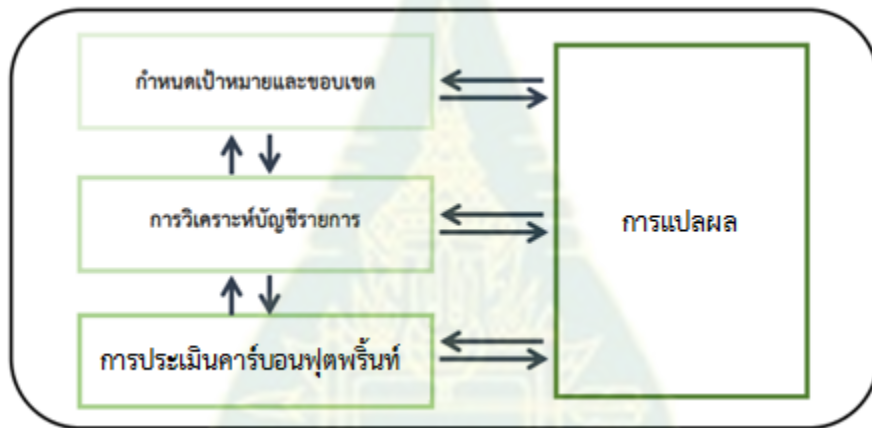 กำหนดเป้าหมายและขอบเขต
การวิเคราะห์บัญชีรายการ
การแปลผล
การประเมินคาร์บอนฟุตพริ้นท์